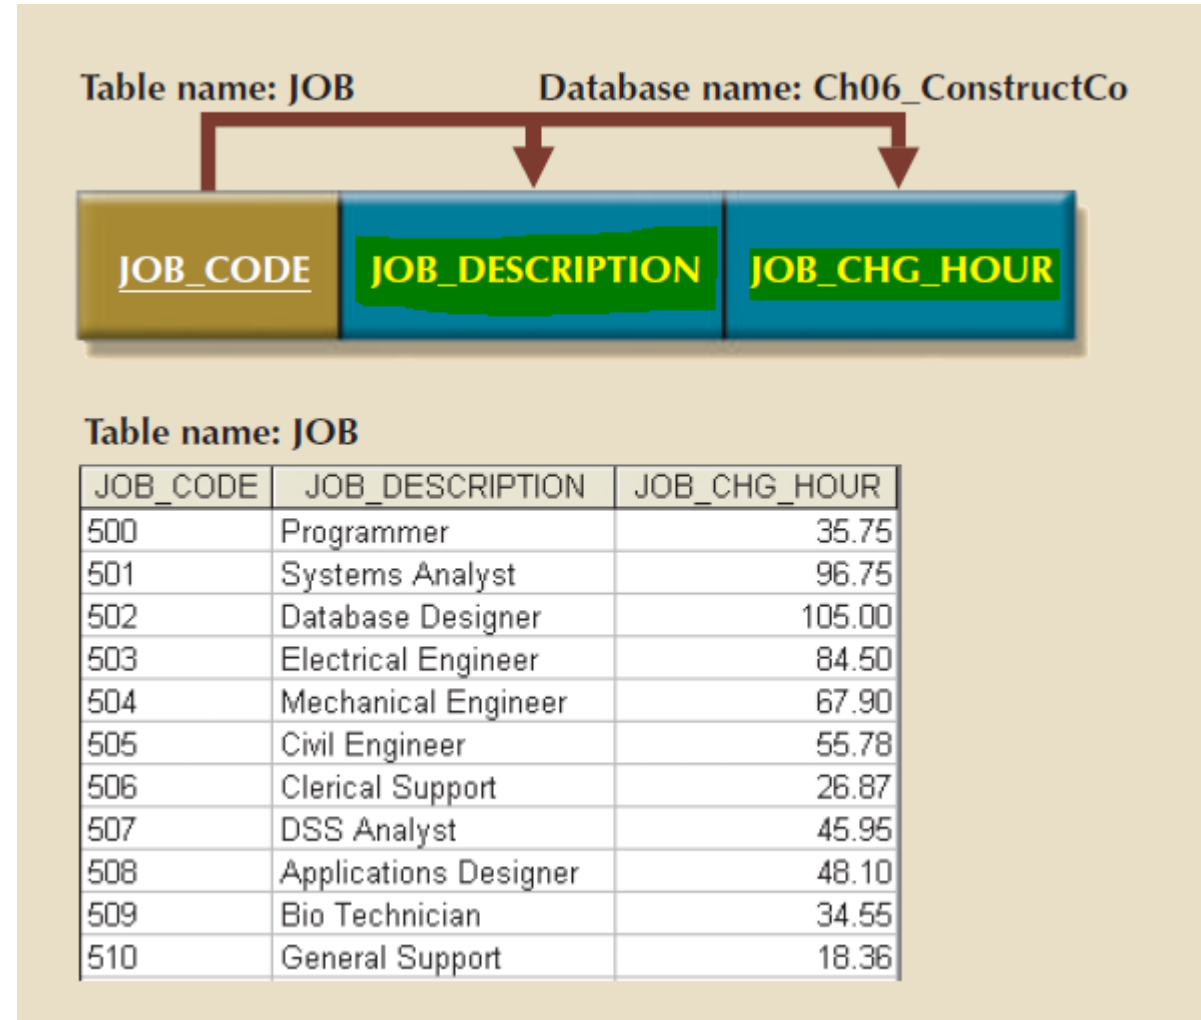 Table name: JOB Database name: Ch06_ConstructCo
JOB_CODE JOB_DESCRIPTION JOB_CHG_HOUR
Table name: JOB
JOB_CODE JOB_DESCRIPTION JOB_CHG_HOUR
500 Programmer 35.75
501 Systems Analyst 96.75
502 Database Designer 105.00
503 Electrical Engineer 84.50
504 Mechanical Engineer 67.90
505 Civil Engineer 55.78
506 Clerical Support 26.87
507 DSS Analyst 45.95
508 Applications Designer 48.10
509 Bio Technician 34.55
510 General Support 18.36